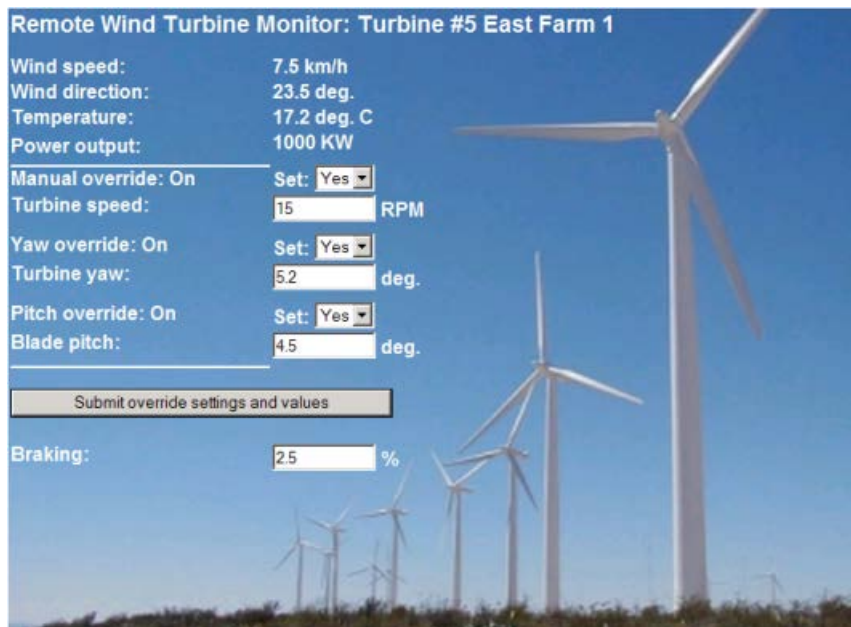 Remote Wind Turbine Monitor: Turbine #5 East Farm 1
Wind speed: 7.5 km/h
Wind direction: 23.5 deg.
Temperature: 17.2 deg. C
Power output: 1000 KW
Manual override: On Set: Yes
Turbine speed: 15 RPM
Yaw override: On Set: Yes
Turbine yaw: 5.2 deg.
Pitch override: On Set: Yes
Blade pitch: 4.5 deg.
Submit override settings and values
Braking: 2.5 %